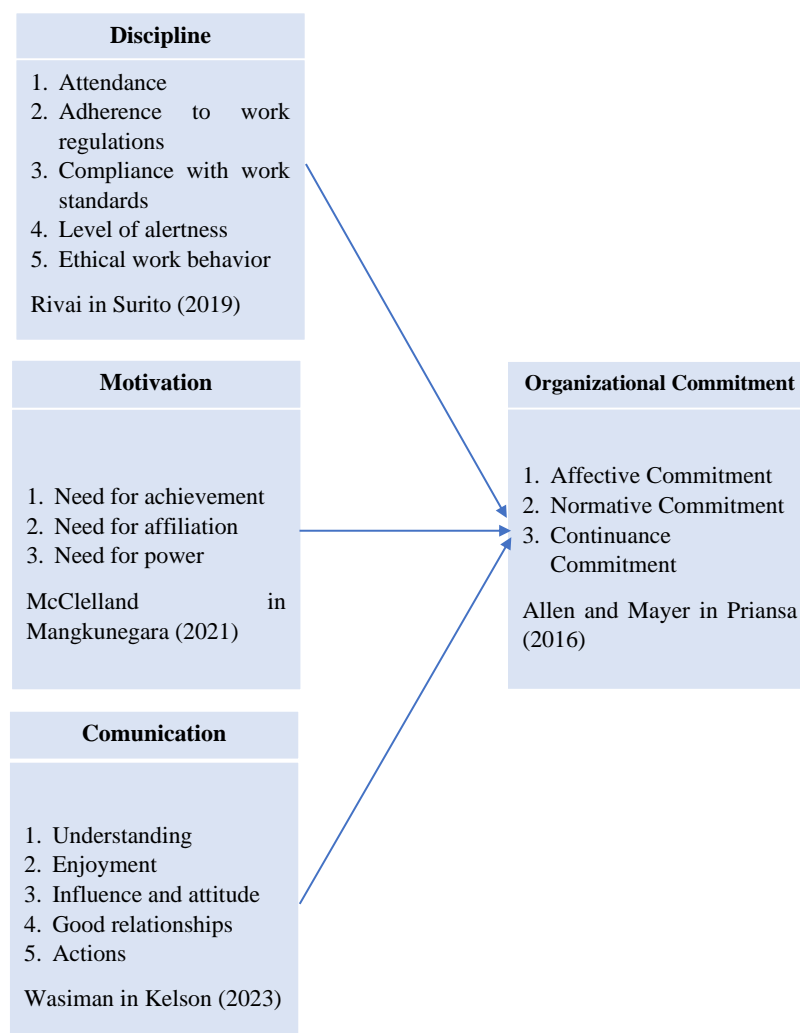 Discipline
1. Attendance
2. Adherence to work
regulations
3. Compliance with work
standards
4. Level of alertness
5. Ethical work behavior
Rivai in Surito (2019)
Motivation
1. Need for achievement
2. Need for affiliation
3. Need for power
McClelland in
Mangkunegara (2021)
Comunication
1. Understanding
2. Enjoyment
3. Influence and attitude
4. Good relationships
5. Actions
Wasiman in Kelson (2023)
Organizational Commitment
1. Affective Commitment
2. Normative Commitment
3. Continuance
Commitment
Allen and Mayer in Priansa
(2016)